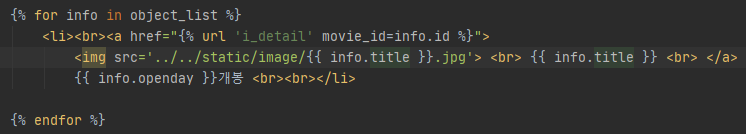 {% for info in object_list %}
<li><br><a href="{% url 'i_detail' movie_id=info.id %}">
<img src='../../static/image/{{ info.title }}.jpg'> <br> {{ info.title }} <br> </a>
{{ info.openday }}개봉 <br><br></li>
{% endfor %}